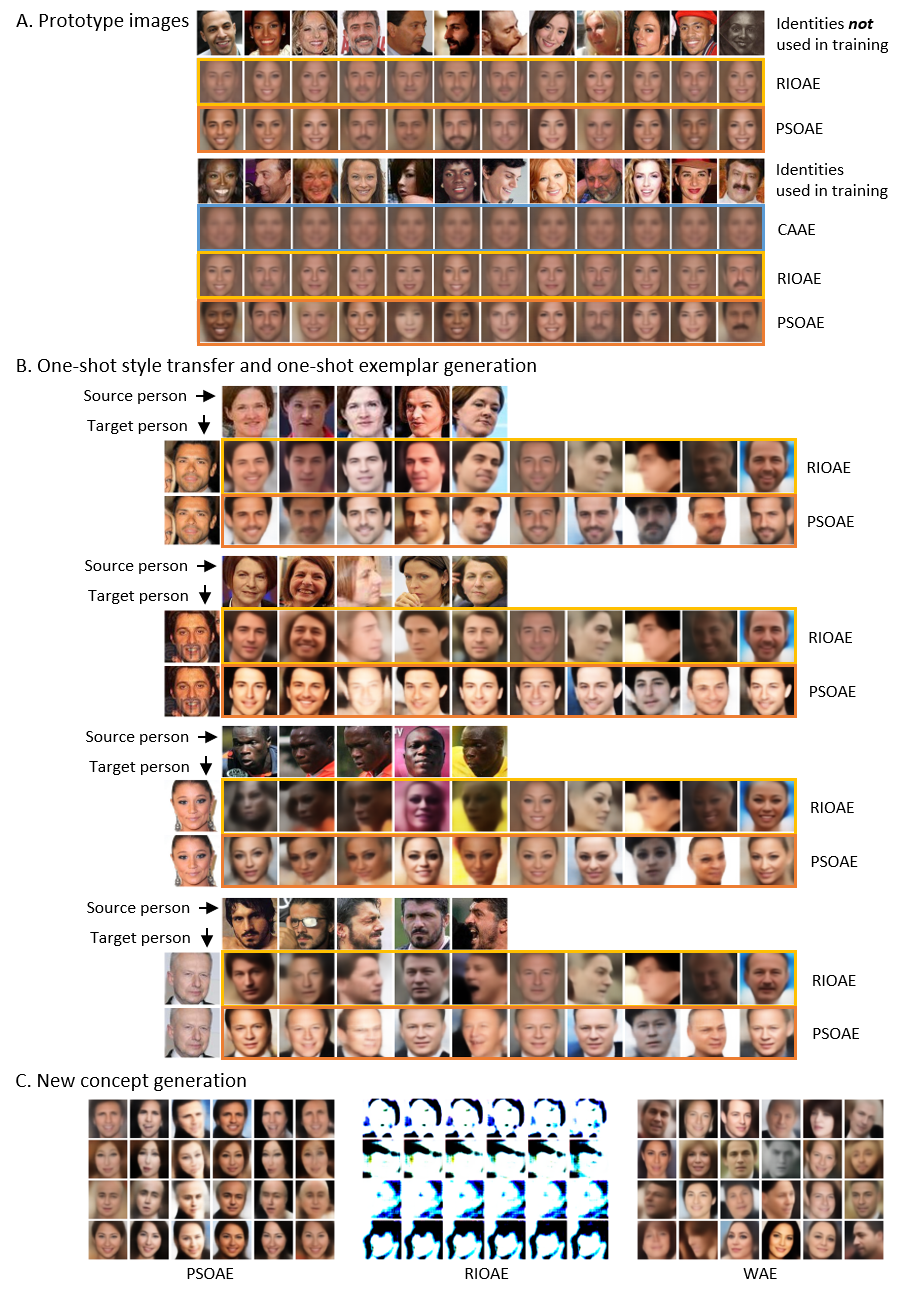 A. Prototype images
Identities not
used in training
RIOAE
PSOAE
Identities
used in training
CAAE
RIOAE
PSOAE
B. One-shot style transfer and one-shot exemplar generation
Source person
Target person
RIOAE
PSOAE
Source person
Target person
RIOAE
PSOAE
Source person
Target person
RIOAE
PSOAE
Source person
Target person
RIOAE
PSOAE
C. New concept generation
PSOAE
RIOAE
WAE